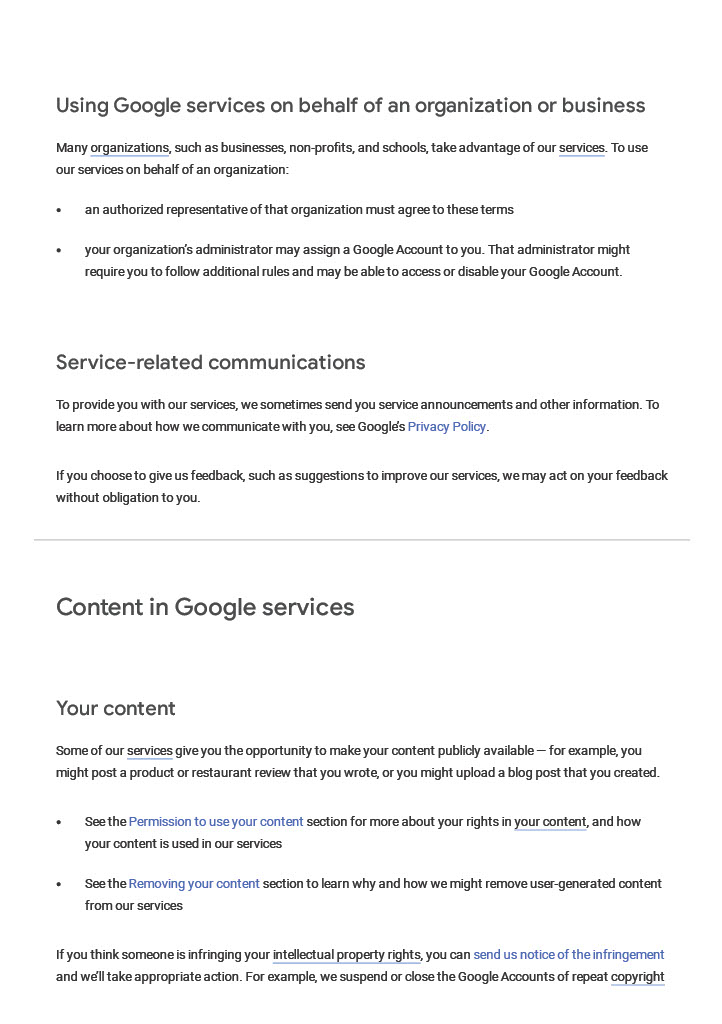 Using Google services on behalf of an organization or business
Many organizations, such as businesses, non-profits, and schools, take advantage of our services. To use
our services on behalf of an organization:
• an authorized representative of that organization must agree to these terms
• your organization’s administrator may assign a Google Account to you. That administrator might
require you to follow additional rules and may be able to access or disable your Google Account.
Service-related communications
To provide you with our services, we sometimes send you service announcements and other information. To
learn more about how we communicate with you, see Google’s Privacy Policy.
If you choose to give us feedback, such as suggestions to improve our services, we may act on your feedback
without obligation to you.
Content in Google services
Your content
Some of our services give you the opportunity to make your content publicly available — for example, you
might post a product or restaurant review that you wrote, or you might upload a blog post that you created.
• See the Permission to use your content section for more about your rights in your content, and how
your content is used in our services
• See the Removing your content section to learn why and how we might remove user-generated content
from our services
If you think someone is infringing your intellectual property rights, you can send us notice of the infringement
and we’ll take appropriate action. For example, we suspend or close the Google Accounts of repeat copyright